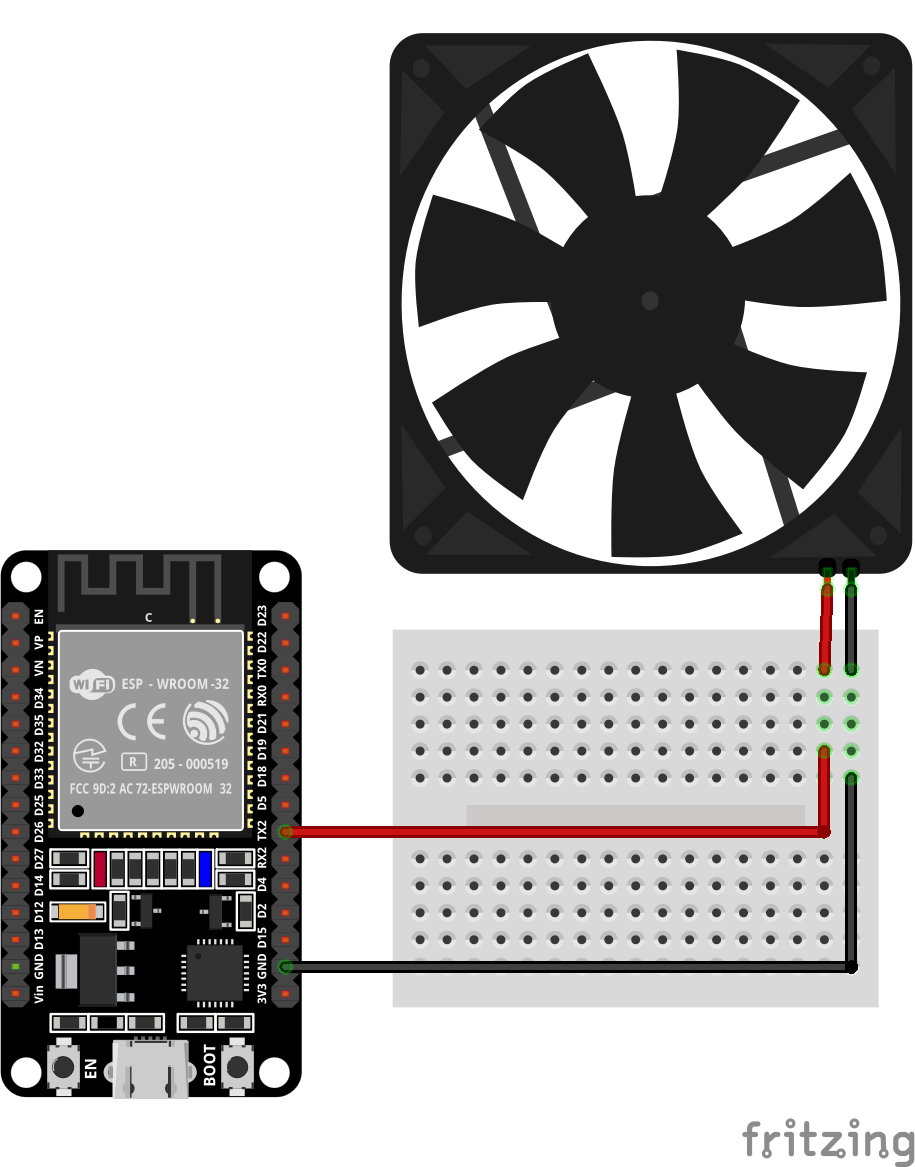 C
WiFi ESP - WROOM -32
CE
R 205 - 000519
FCC 9D:2 AC 72-ESPWROOM 32
EN
VP
VN
D34
D35
D32
D33
D25
D26
D27
D14
D12
D13
GND
Vin
D23
D22
TX0
RX0
D21
D19
D18
D5
TX2
RX2
D4
D2
D15
GND
3V3
EN
BOOT
fritzing